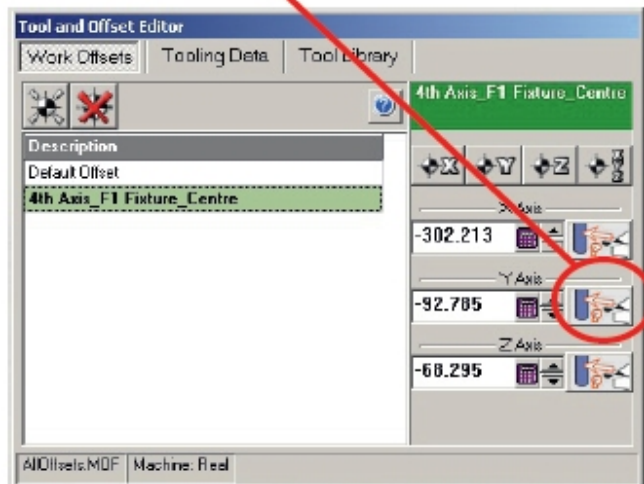 Tool and Offset Editor
Work Offsets
Tooling Data
Tool Library
4th Axis_F1 Fixture_Centre
Description
Default Offset
4th Axis_F1 Fixture_Centre
X
Y
Z
X Axis
-302.213
Y Axis
-92.785
Z Axis
-68.295
AllOffsets.MOF
Machine: Real